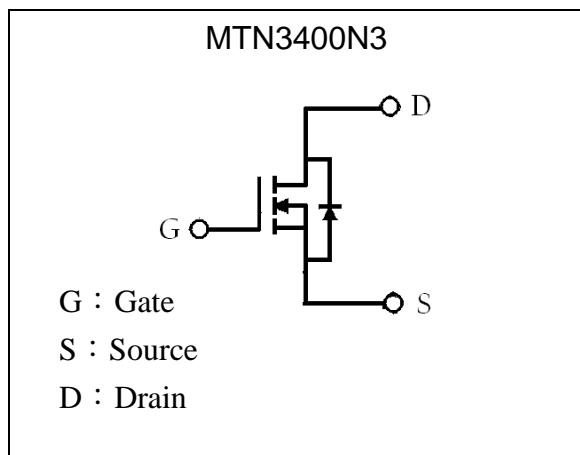 MTN3400N3
D
G
S
G：Gate
S：Source
D：Drain